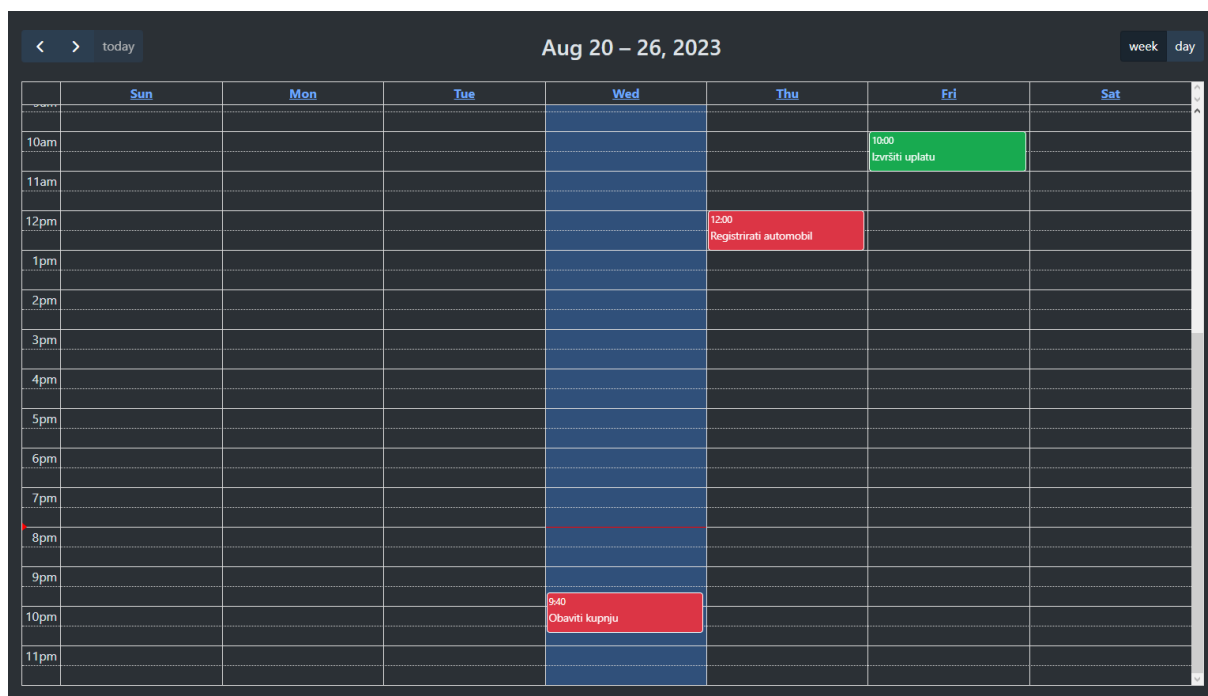 today
Aug 20 – 26, 2023
week day
Sun Mon Tue Wed Thu Fri Sat
10am
10:00
Izvršiti uplatu
11am
12pm
12:00
Registrirati automobil
1pm
2pm
3pm
4pm
5pm
6pm
7pm
8pm
9pm
9:40
Obaviti kupnju
10pm
11pm